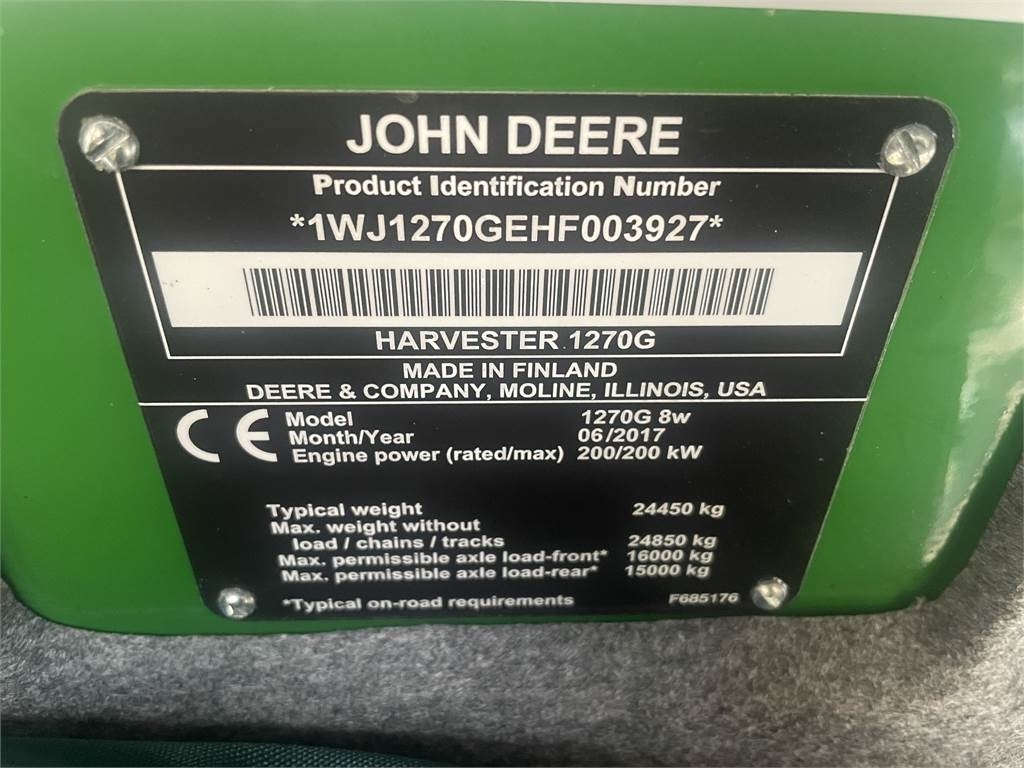 JOHN DEERE
Product Identification Number
*1WJ1270GEHF003927*
HARVESTER 1270G
MADE IN FINLAND
DEERE & COMPANY, MOLINE, ILLINOIS, USA
CE
Model 1270G 8w
Month/Year 06/2017
Engine power (rated/max) 200/200 kW
Typical weight 24450 kg
Max. weight without
load / chains / tracks 24850 kg
Max. permissible axle load-front* 16000 kg
Max. permissible axle load-rear* 15000 kg
*Typical on-road requirements F685176